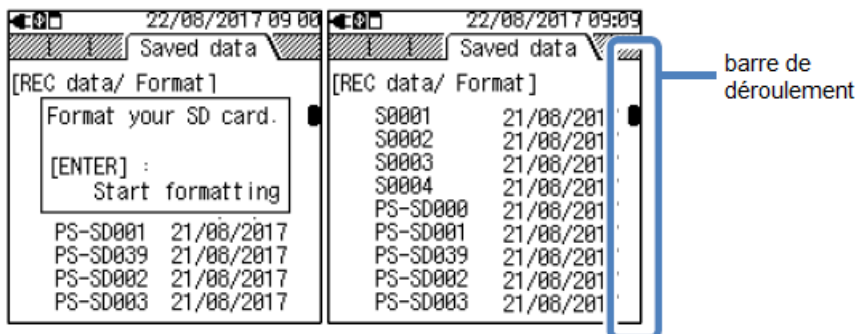 22/08/2017 09 00
Saved data
[REC data/ Format]
Format your SD card.
[ENTER] :
Start formatting
PS-SD001 21/08/2017
PS-SD039 21/08/2017
PS-SD002 21/08/2017
PS-SD003 21/08/2017
22/08/2017 09:09
Saved data
[REC data/ Format]
S0001 21/08/201
S0002 21/08/201
S0003 21/08/201
S0004 21/08/201
PS-SD000 21/08/201
PS-SD001 21/08/201
PS-SD039 21/08/201
PS-SD002 21/08/201
PS-SD003 21/08/201
barre de
déroulement